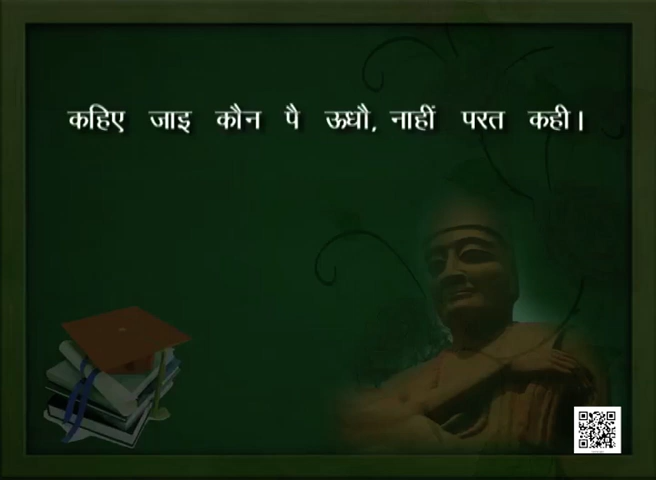 कहिए जाइ कौन पै ऊधौ, नाहीं परत कही।